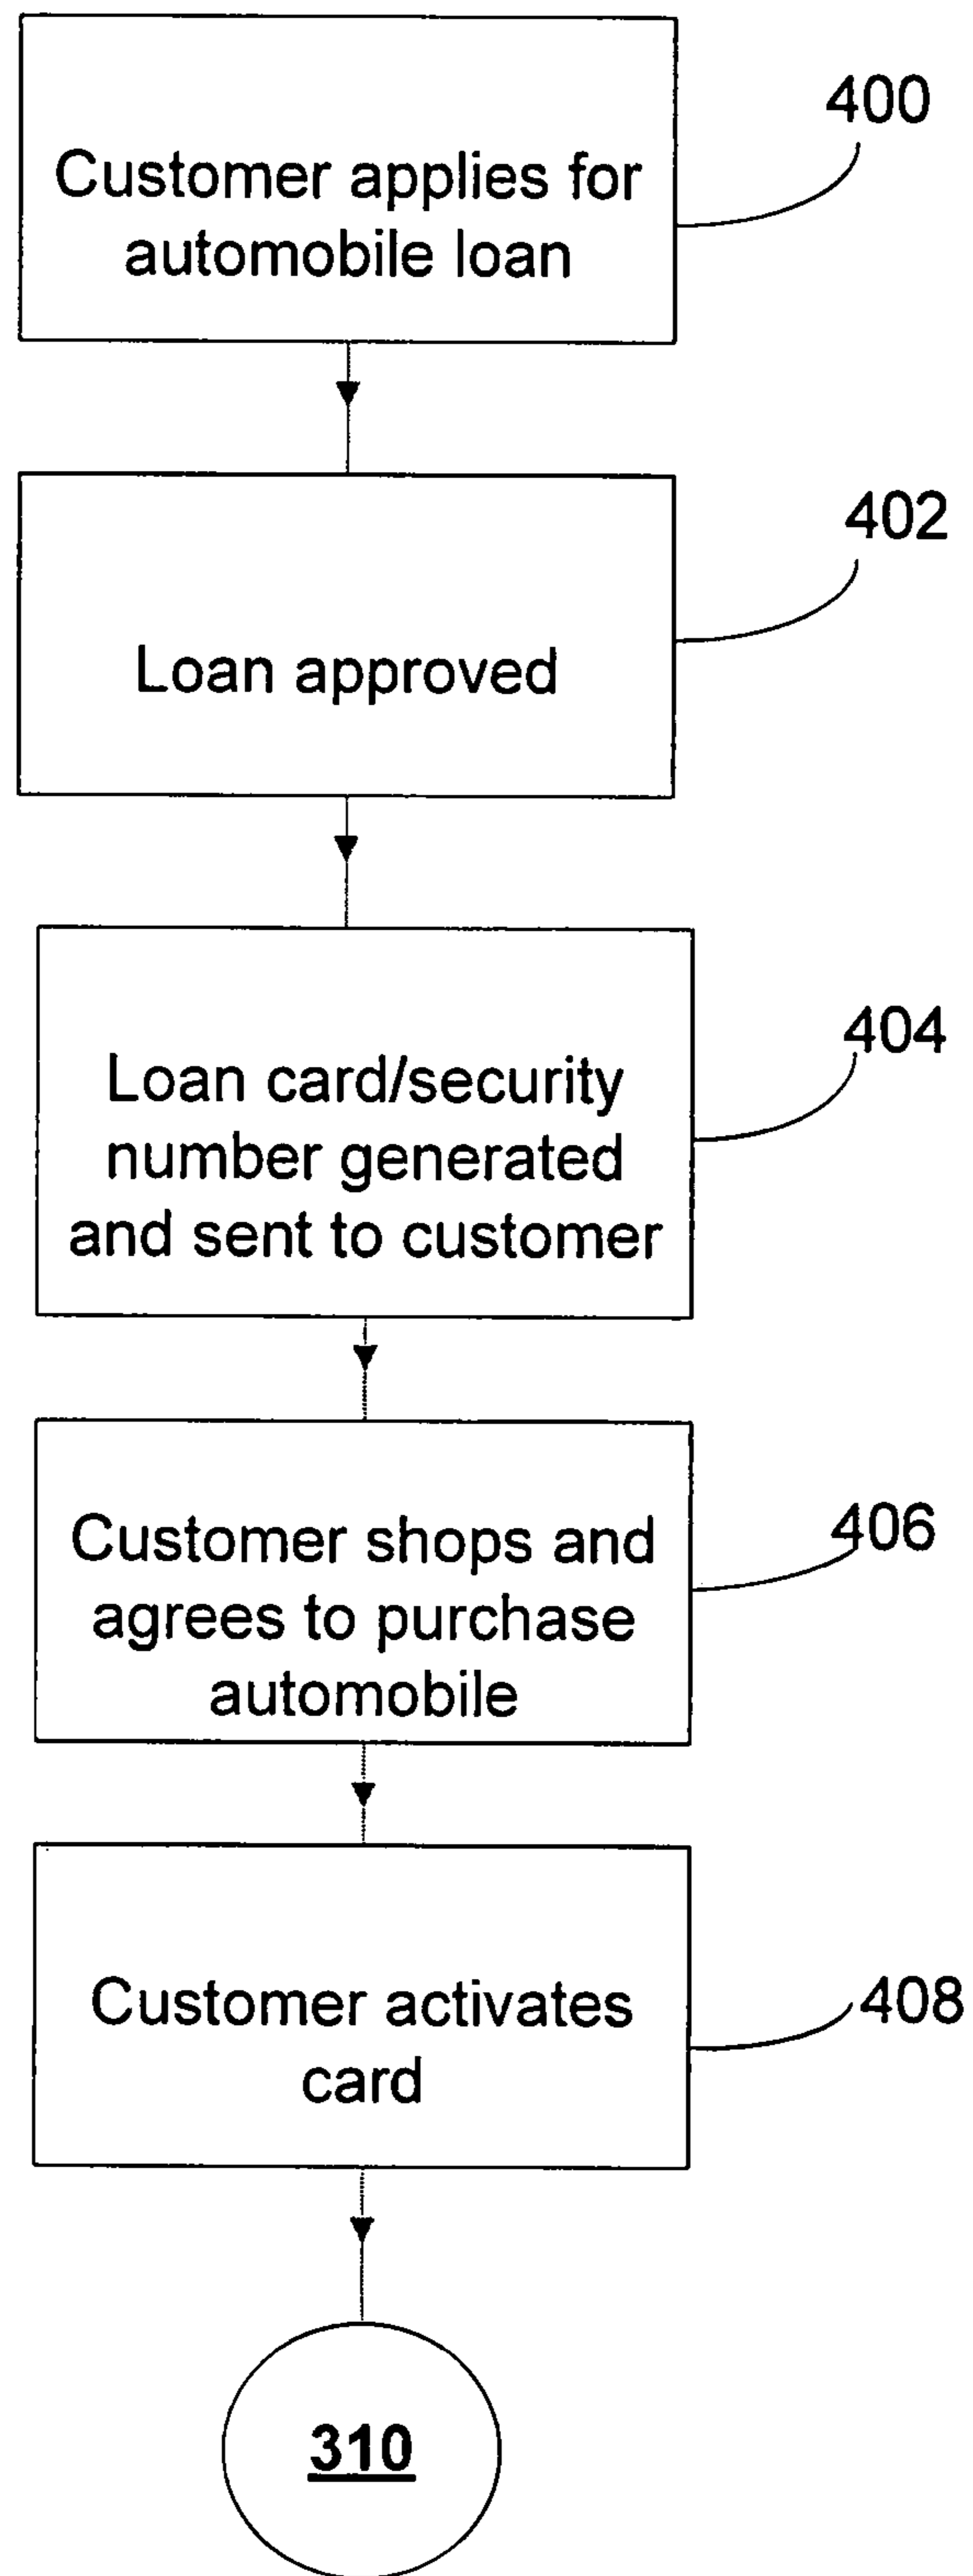 400
Customer applies for
automobile loan
402
Loan approved
404
Loan card/security
number generated
and sent to customer
406
Customer shops and
agrees to purchase
automobile
408
Customer activates
card
310